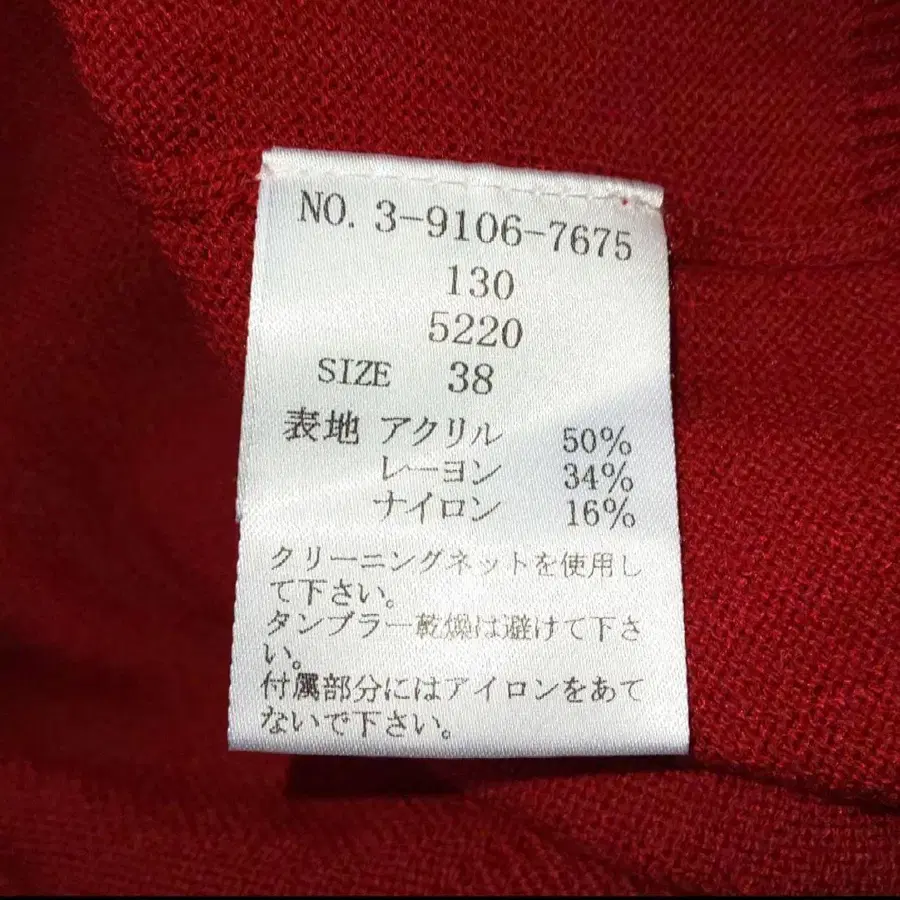 NO. 3-9106-7675
130
5220
SIZE 38
表地 アクリル 50%
レーヨン 34%
ナイロン 16%
クリーニングネットを使用し
て下さい。
タンブラー乾燥は避けて下さ
い。
付属部分にはアイロンをあて
ないで下さい。